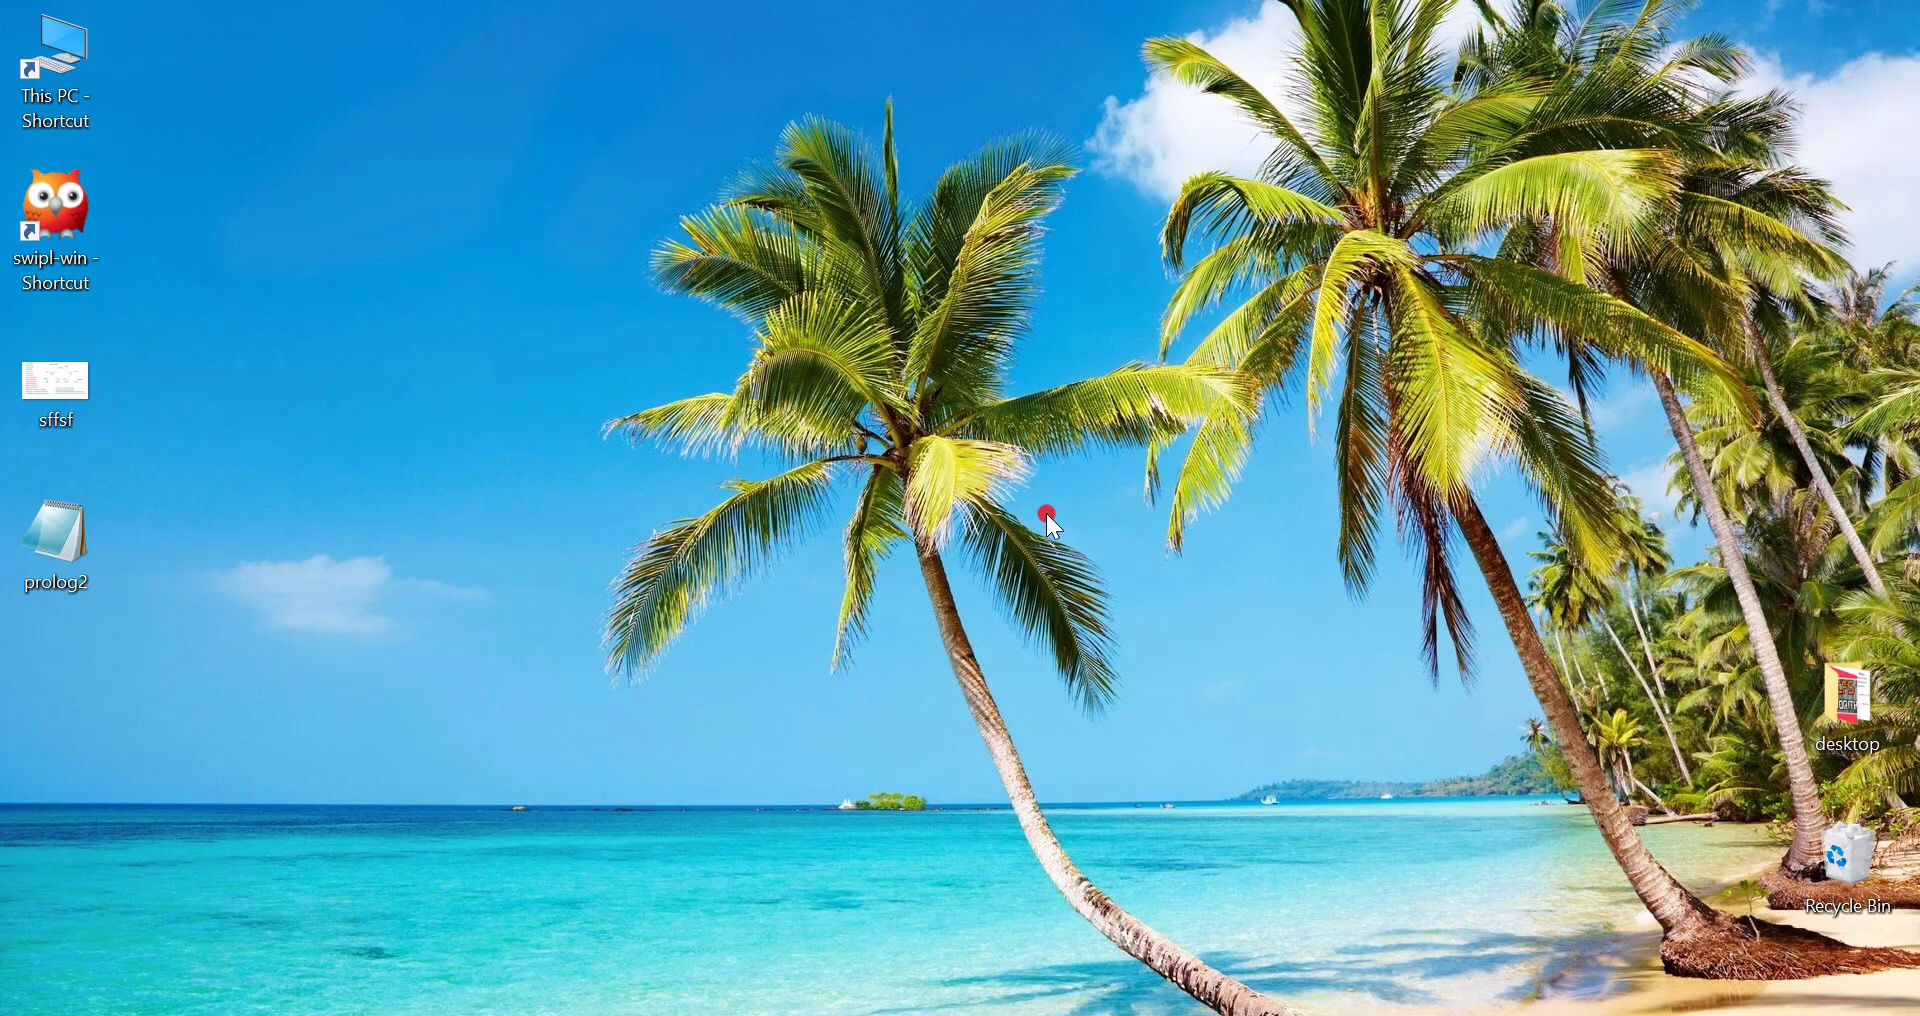 This PC -
Shortcut
swipl-win -
Shortcut
sffsf
prolog2
desktop
Recycle Bin